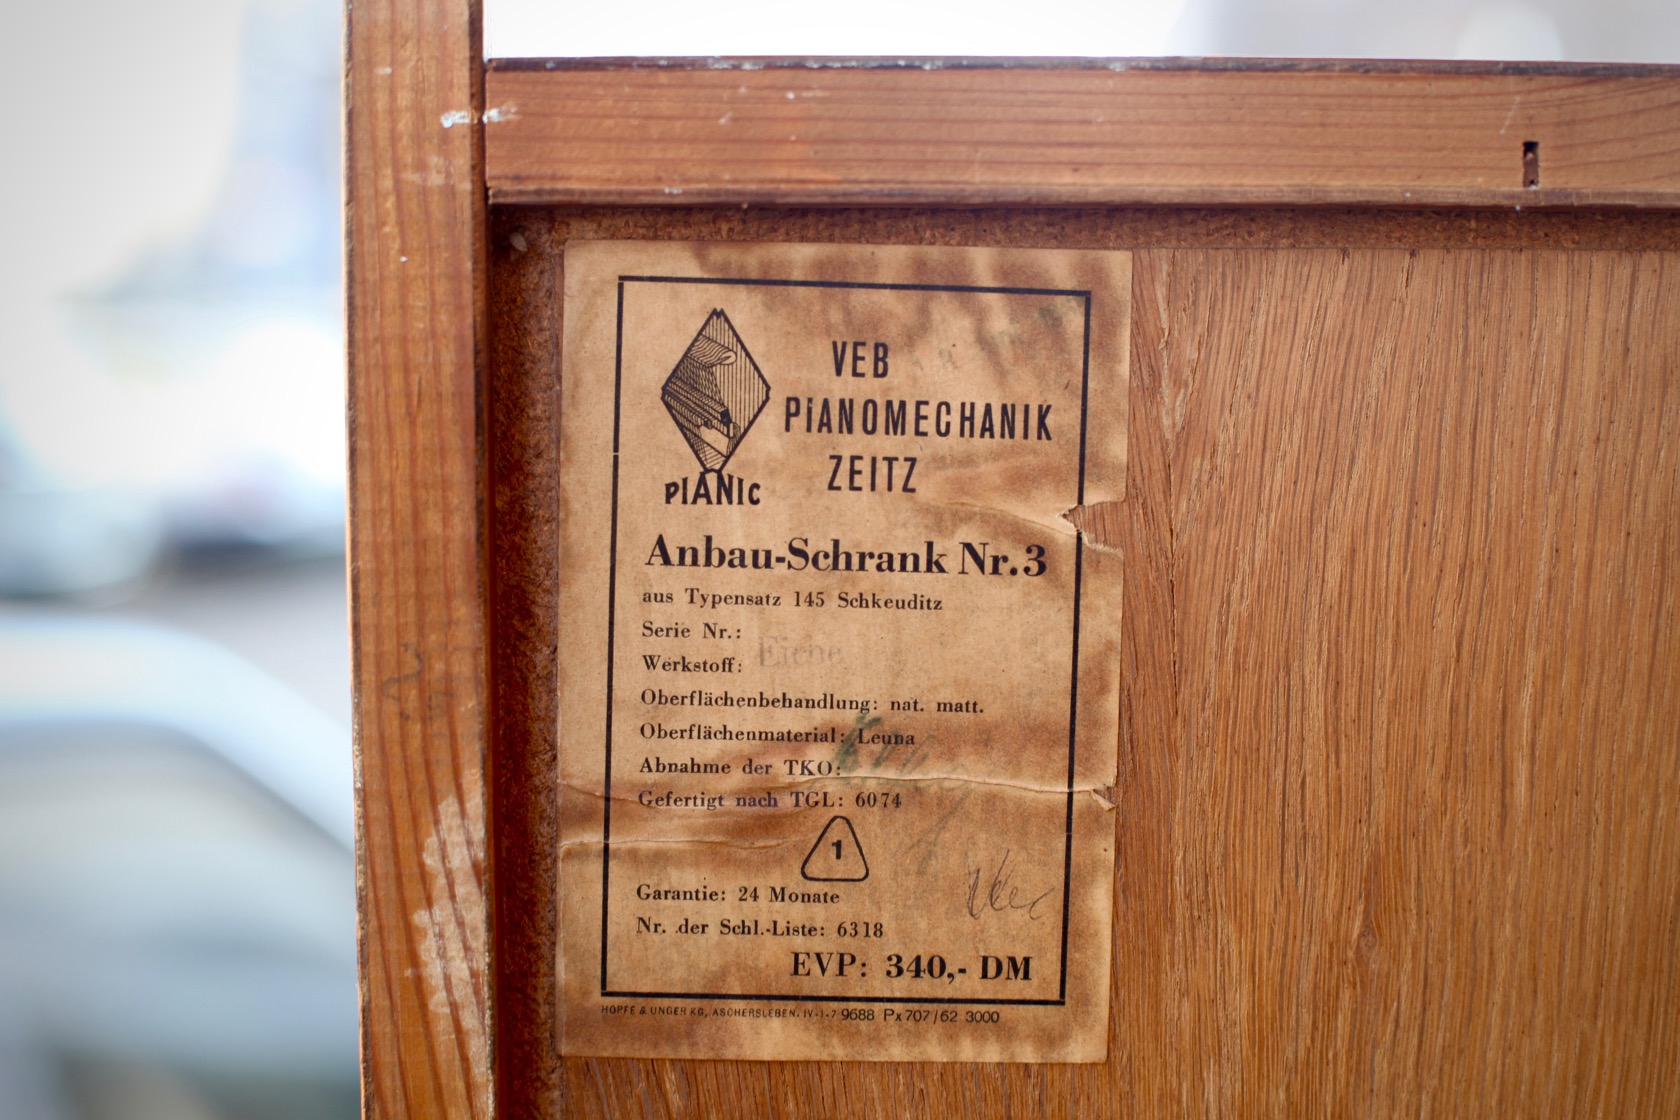 PIANIC
VEB
PIANOMECHANIK
ZEITZ
Anbau-Schrank Nr. 3
aus Typensatz 145 Schkeuditz
Serie Nr.:
Werkstoff: Eiche
Oberflächenbehandlung: nat. matt.
Oberflächenmaterial: Leuna
Abnahme der TKO:
Gefertigt nach TGL: 6074
1
Garantie: 24 Monate
Nr. der Schl.-Liste: 6318
EVP: 340,- DM
HOPFE & UNGER KG, ASCHERSLEBEN. IV-1-7 9688 Px 707/62 3000